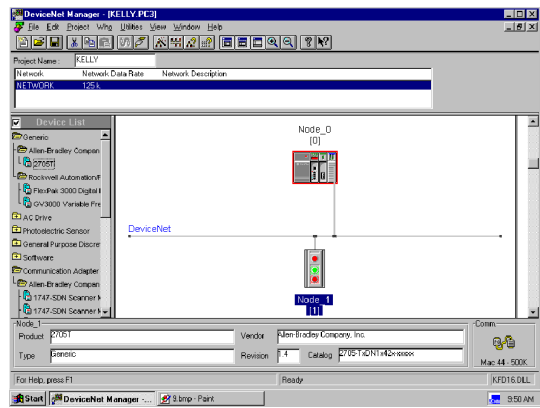 DeviceNet Manager - [KELLY.PC3]
File Edit Project Who Utilities View Window Help
Project Name : KELLY
Network Network Data Rate Network Description
NETWORK 125 k
Device List
Generic
Allen-Bradley Compan
2705T
Rockwell Automation/F
FlexPak 3000 Digital I
GV3000 Variable Fre
AC Drive
Photoelectric Sensor
General Purpose Discre
Software
Communication Adapter
Allen-Bradley Compan
1747-SDN Scanner M
1747-SDN Scanner M
Node_0
[0]
DeviceNet
Node_1
[1]
Node_1
Product 2705T Vendor Allen-Bradley Company, Inc.
Type Generic Revision 1.4 Catalog 2705-TxDN1x42x-xxxxx
Comm.
Mac 44 - 500K
For Help, press F1 Ready KFD16.DLL
Start DeviceNet Manager -... 9.bmp - Paint 9:50 AM